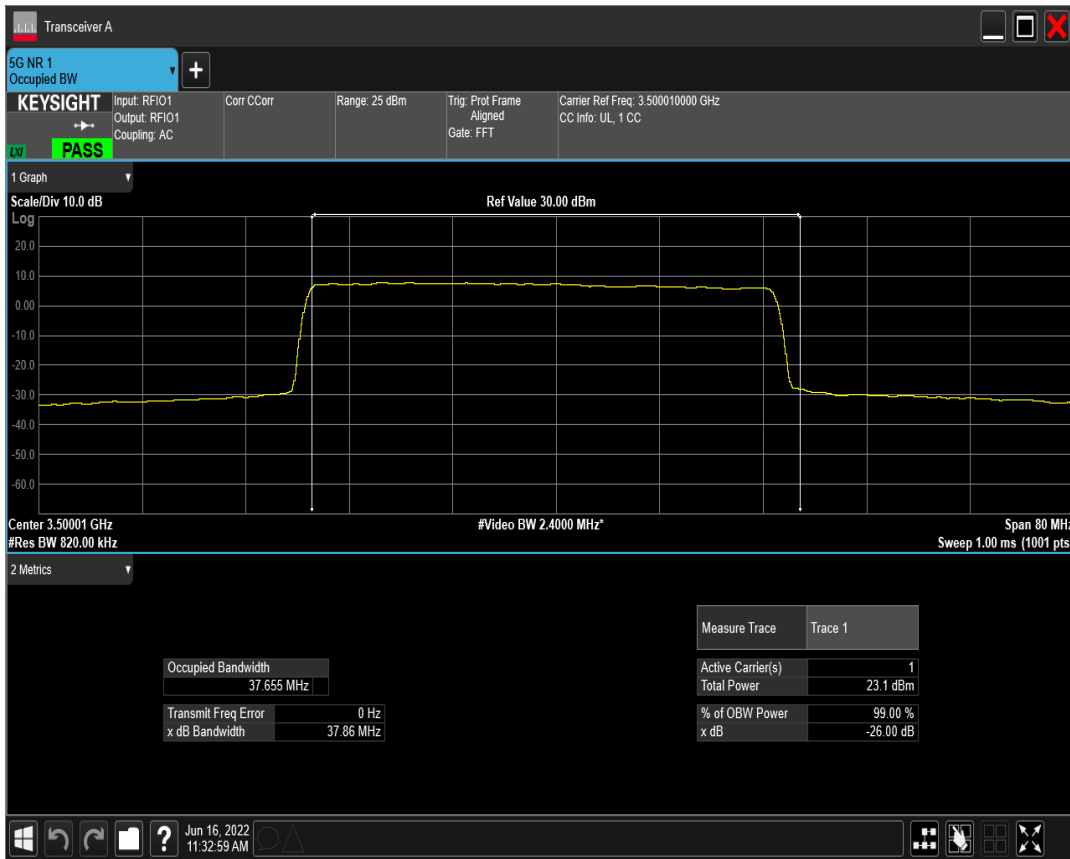 Transceiver A
5G NR 1
Occupied BW
KEYSIGHT
LXI
PASS
Input: RFIO1
Output: RFIO1
Coupling: AC
Corr CCorr
Range: 25 dBm
Trig: Prot Frame
Aligned
Gate: FFT
Carrier Ref Freq: 3.500010000 GHz
CC Info: UL, 1 CC
1 Graph
Scale/Div 10.0 dB
Ref Value 30.00 dBm
Log
20.0
10.0
0.00
-10.0
-20.0
-30.0
-40.0
-50.0
-60.0
Center 3.50001 GHz
#Video BW 2.4000 MHz*
Span 80 MHz
#Res BW 820.00 kHz
Sweep 1.00 ms (1001 pts
2 Metrics
Measure Trace Trace 1
Occupied Bandwidth
37.655 MHz
Active Carrier(s) 1
Total Power 23.1 dBm
Transmit Freq Error 0 Hz
x dB Bandwidth 37.86 MHz
% of OBW Power 99.00 %
x dB -26.00 dB
?
Jun 16, 2022
11:32:59 AM